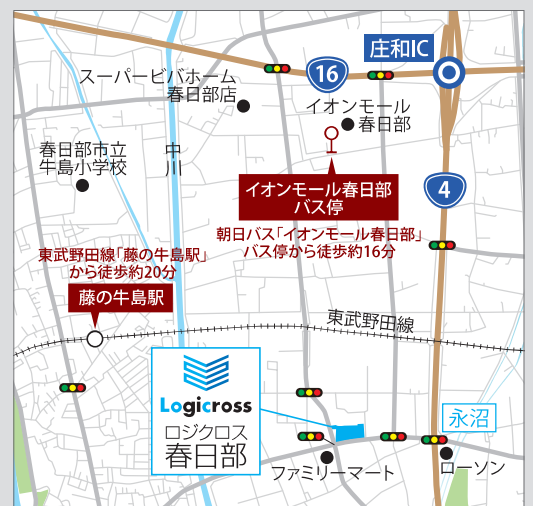 庄和IC
16
スーパービバホーム
春日部店
イオンモール
春日部
春日部市立
牛島小学校
中川
イオンモール春日部
バス停
4
朝日バス「イオンモール春日部」
バス停から徒歩約16分
東武野田線「藤の牛島駅」
から徒歩約20分
藤の牛島駅
東武野田線
Logicross
ロジクロス
春日部
永沼
ファミリーマート
ローソン